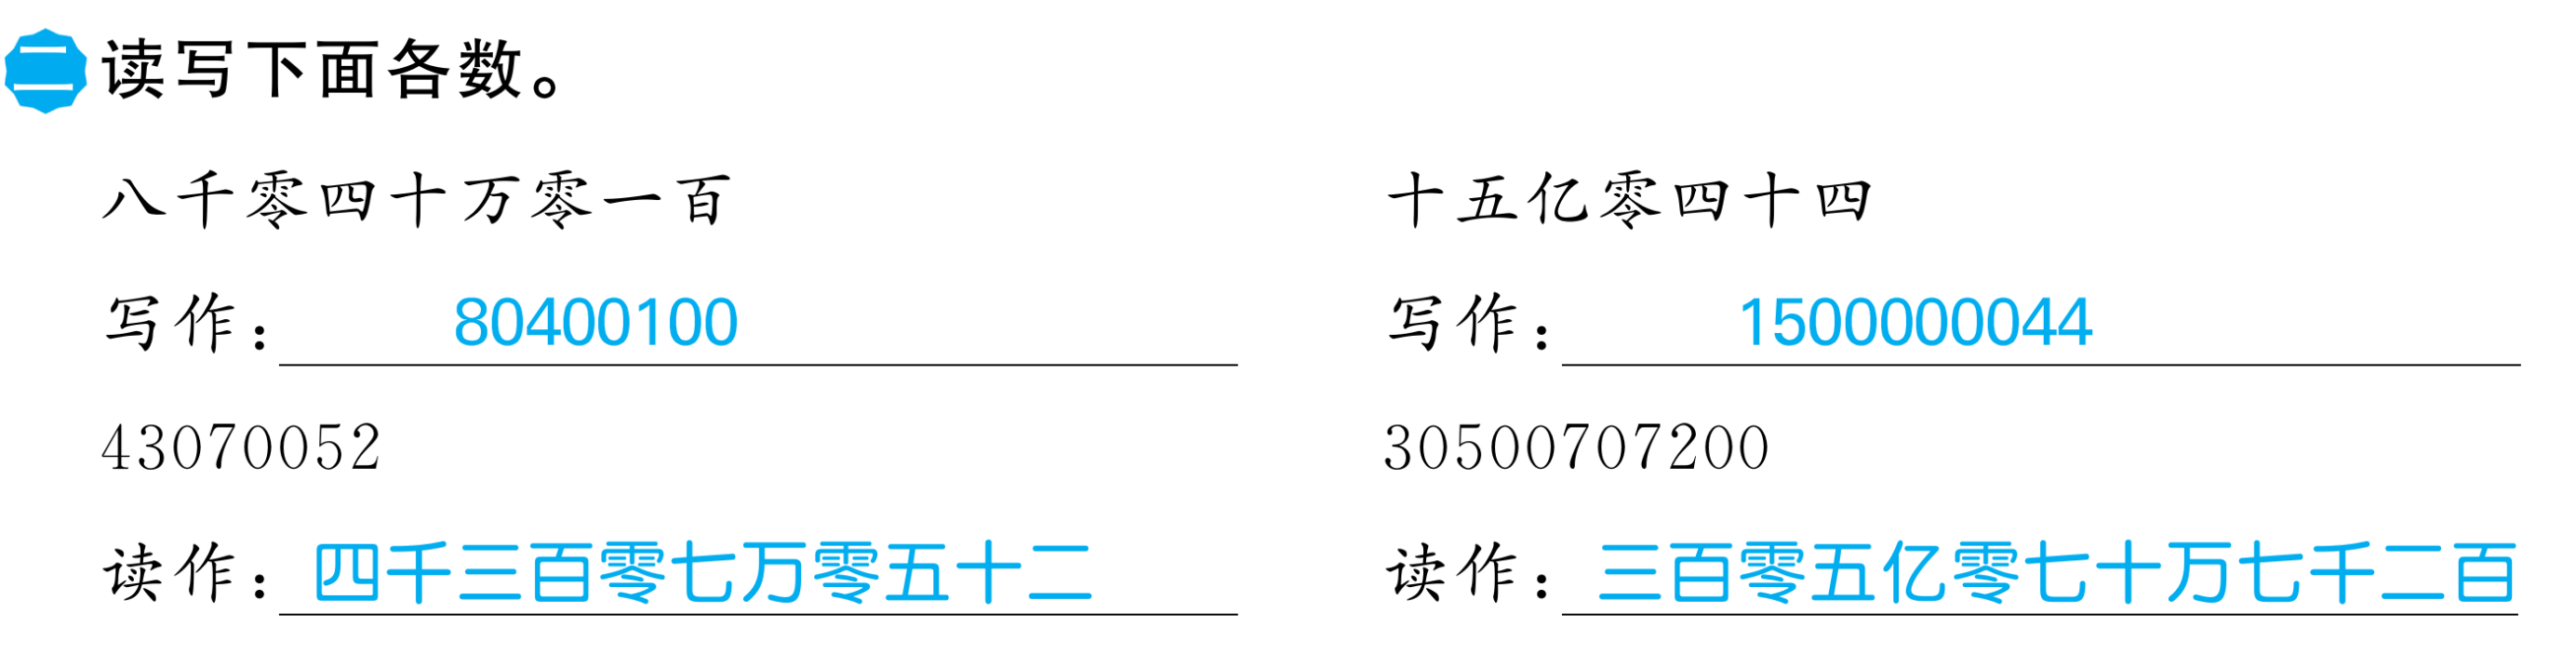 二 读写下面各数。
八千零四十万零一百 十五亿零四十四
写作： 80400100 写作： 1500000044
43070052 30500707200
读作： 四千三百零七万零五十二 读作： 三百零五亿零七十万七千二百